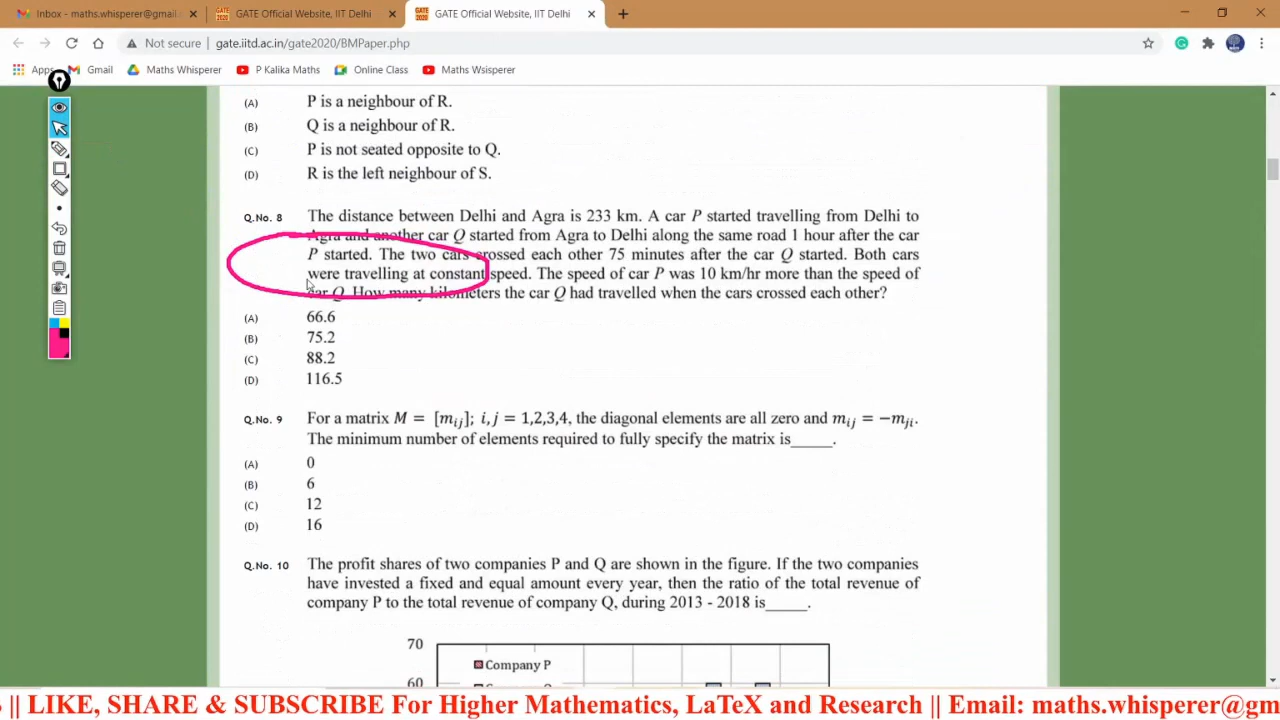 Inbox - maths.whisperer@gmail.c
GATE Official Website, IIT Delhi
GATE Official Website, IIT Delhi
Not secure | gate.iitd.ac.in/gate2020/BMPaper.php
Apps
Gmail
Maths Whisperer
P Kalika Maths
Online Class
Maths Wsisperer
(A) P is a neighbour of R.
(B) Q is a neighbour of R.
(C) P is not seated opposite to Q.
(D) R is the left neighbour of S.
Q.No. 8 The distance between Delhi and Agra is 233 km. A car P started travelling from Delhi to
Agra and another car Q started from Agra to Delhi along the same road 1 hour after the car
P started. The two cars crossed each other 75 minutes after the car Q started. Both cars
were travelling at constant speed. The speed of car P was 10 km/hr more than the speed of
car Q. How many kilometers the car Q had travelled when the cars crossed each other?
(A) 66.6
(B) 75.2
(C) 88.2
(D) 116.5
Q.No. 9 For a matrix M = [mij]; i, j = 1,2,3,4, the diagonal elements are all zero and mij = −mji.
The minimum number of elements required to fully specify the matrix is_____.
(A) 0
(B) 6
(C) 12
(D) 16
Q.No. 10 The profit shares of two companies P and Q are shown in the figure. If the two companies
have invested a fixed and equal amount every year, then the ratio of the total revenue of
company P to the total revenue of company Q, during 2013 - 2018 is_____.
70
Company P
60
|| LIKE, SHARE & SUBSCRIBE For Higher Mathematics, LaTeX and Research || Email: maths.whisperer@gm